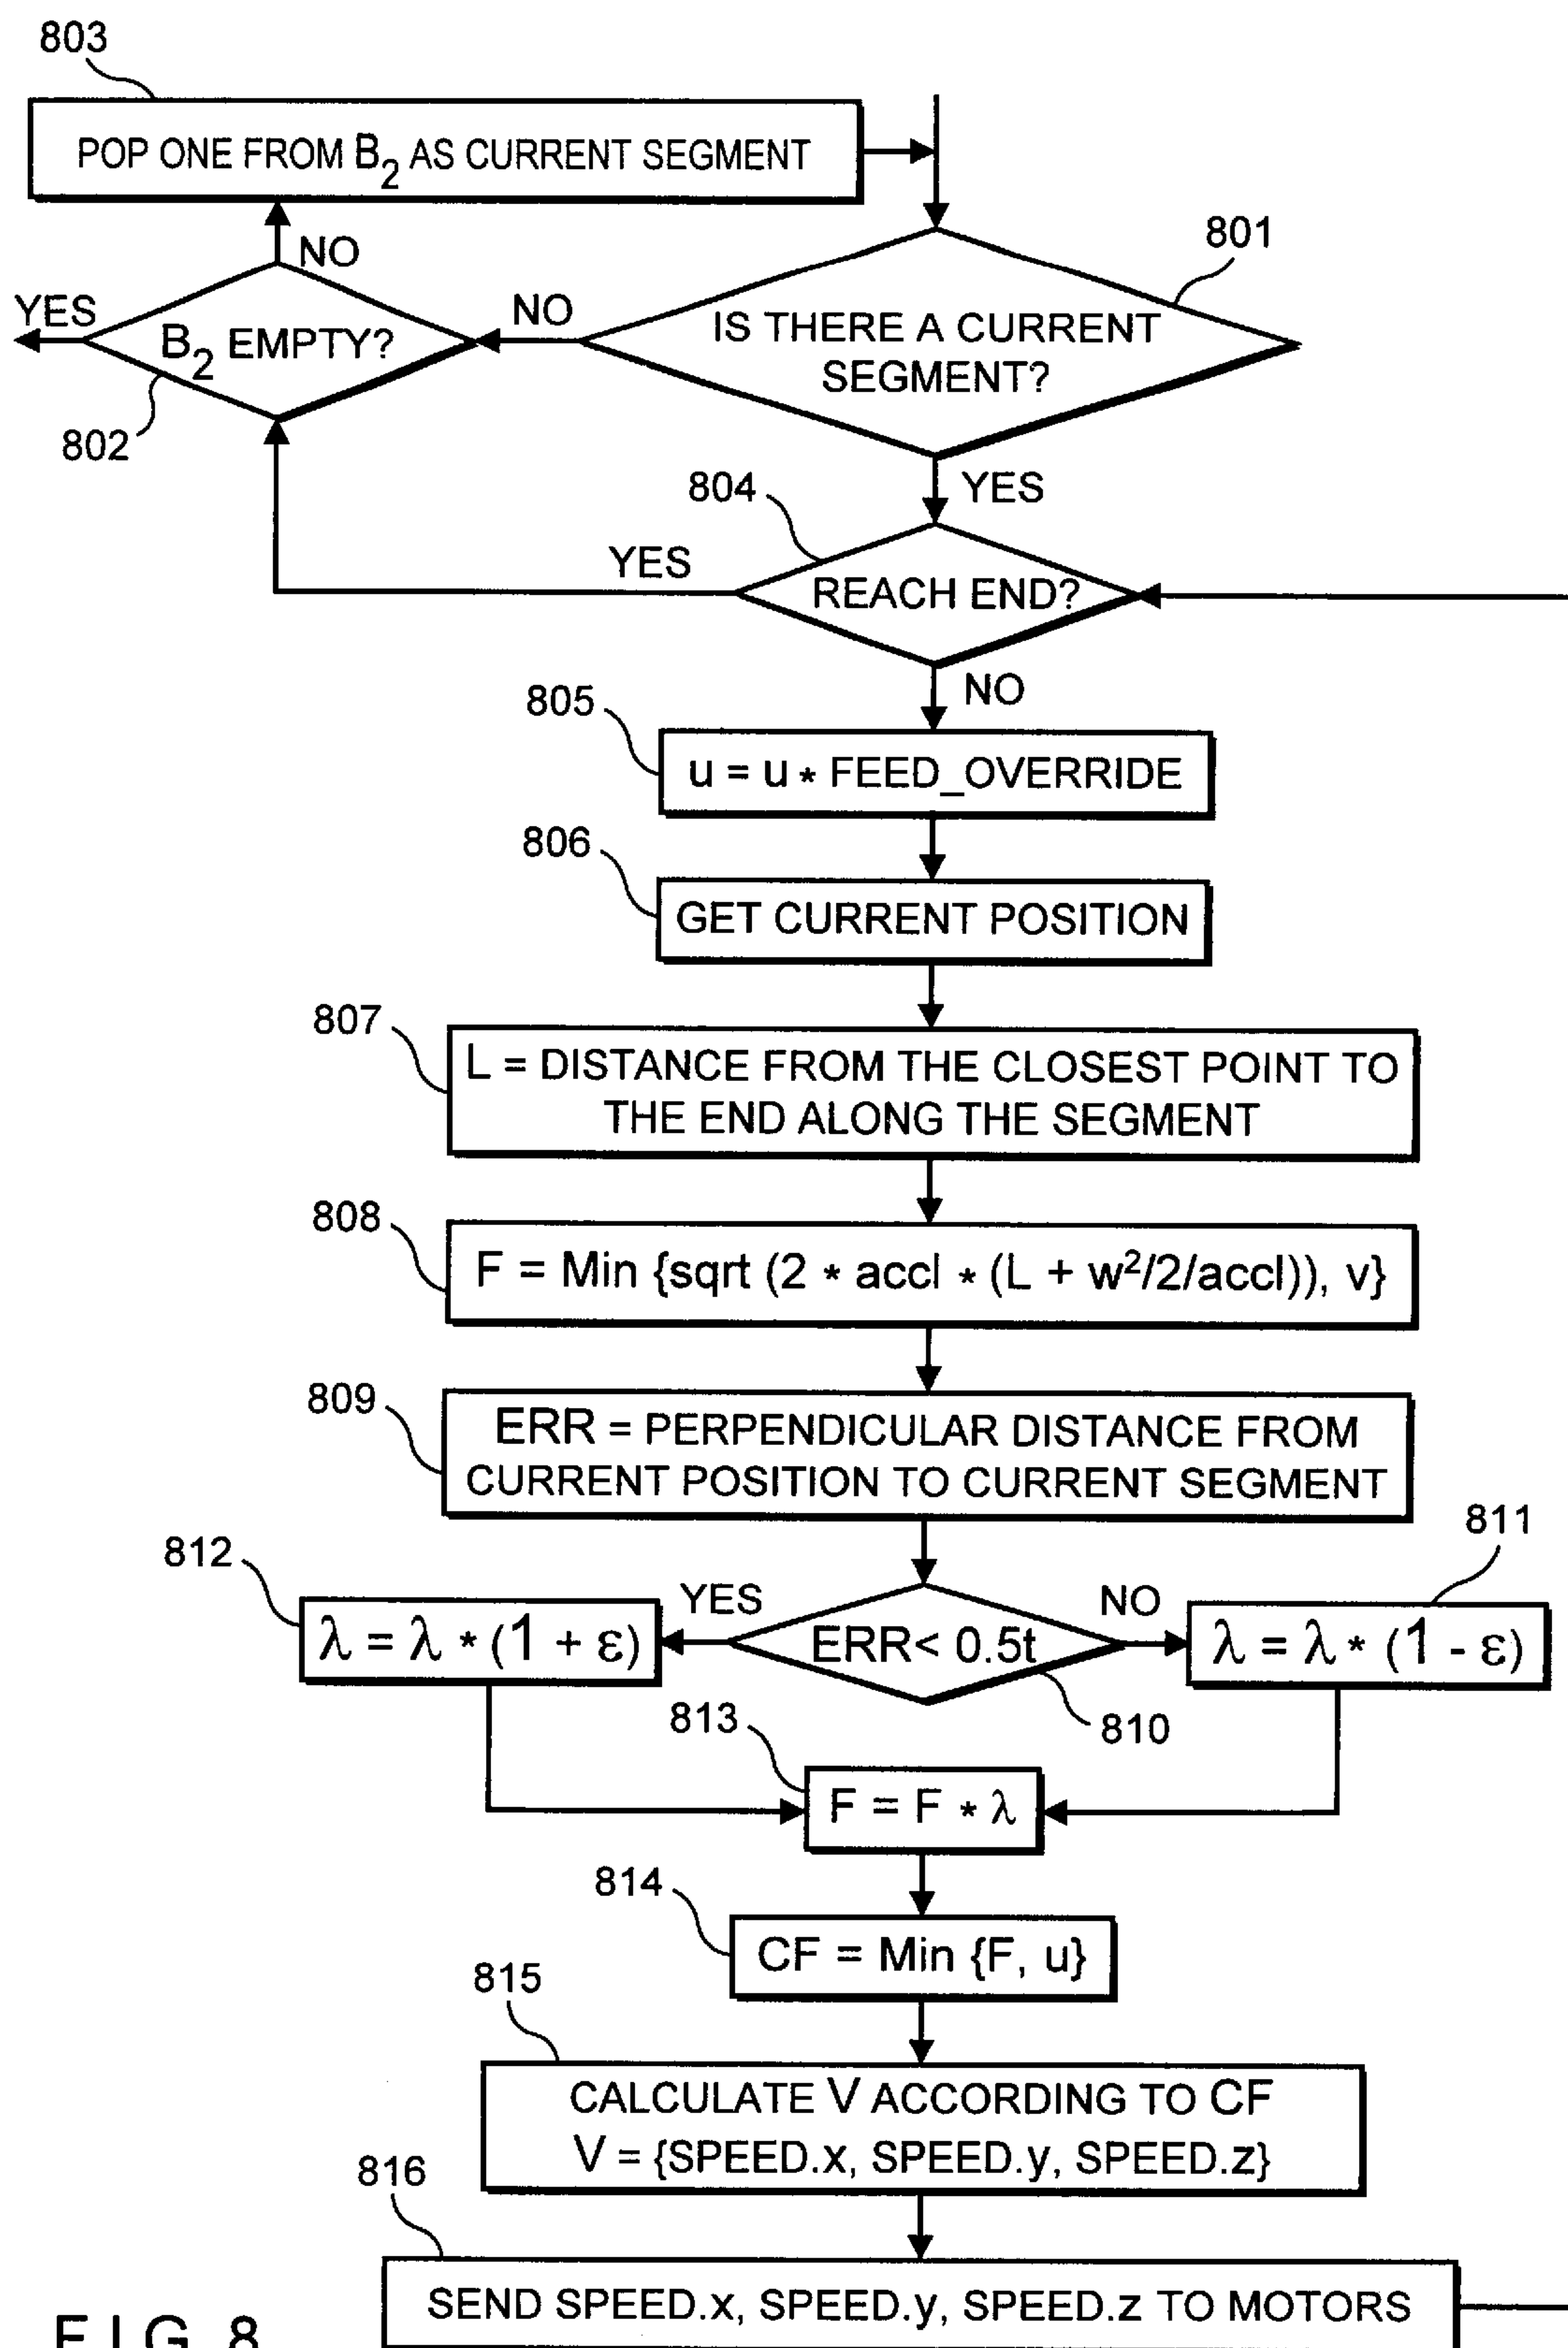 803
POP ONE FROM B₂ AS CURRENT SEGMENT
801
NO
YES
B₂ EMPTY?
NO
IS THERE A CURRENT
SEGMENT?
802
804
YES
YES
REACH END?
NO
805
u = u * FEED_OVERRIDE
806
GET CURRENT POSITION
807
L = DISTANCE FROM THE CLOSEST POINT TO
THE END ALONG THE SEGMENT
808
F = Min {sqrt (2 * accl * (L + w²/2/accl)), v}
809
ERR = PERPENDICULAR DISTANCE FROM
CURRENT POSITION TO CURRENT SEGMENT
811
812
YES
NO
λ = λ * (1 + ε)
ERR< 0.5t
λ = λ * (1 - ε)
813
810
F = F * λ
814
CF = Min {F, u}
815
CALCULATE V ACCORDING TO CF
V = {SPEED.x, SPEED.y, SPEED.z}
816
SEND SPEED.x, SPEED.y, SPEED.z TO MOTORS
FIG. 8